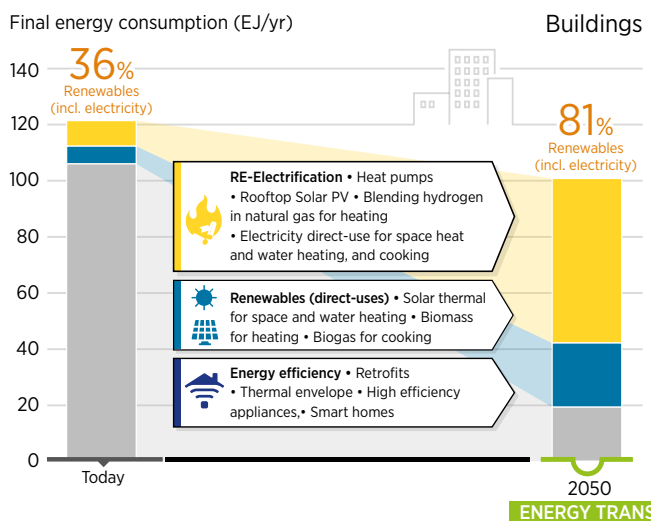 Final energy consumption (EJ/yr)
Buildings
140
120
100
80
60
40
20
0
36%
Renewables
(incl. electricity)
81%
Renewables
(incl. electricity)
RE-Electrification • Heat pumps
• Rooftop Solar PV • Blending hydrogen
in natural gas for heating
• Electricity direct-use for space heat
and water heating, and cooking
Renewables (direct-uses) • Solar thermal
for space and water heating • Biomass
for heating • Biogas for cooking
Energy efficiency • Retrofits
• Thermal envelope • High efficiency
appliances,• Smart homes
Today
2050
ENERGY TRANS